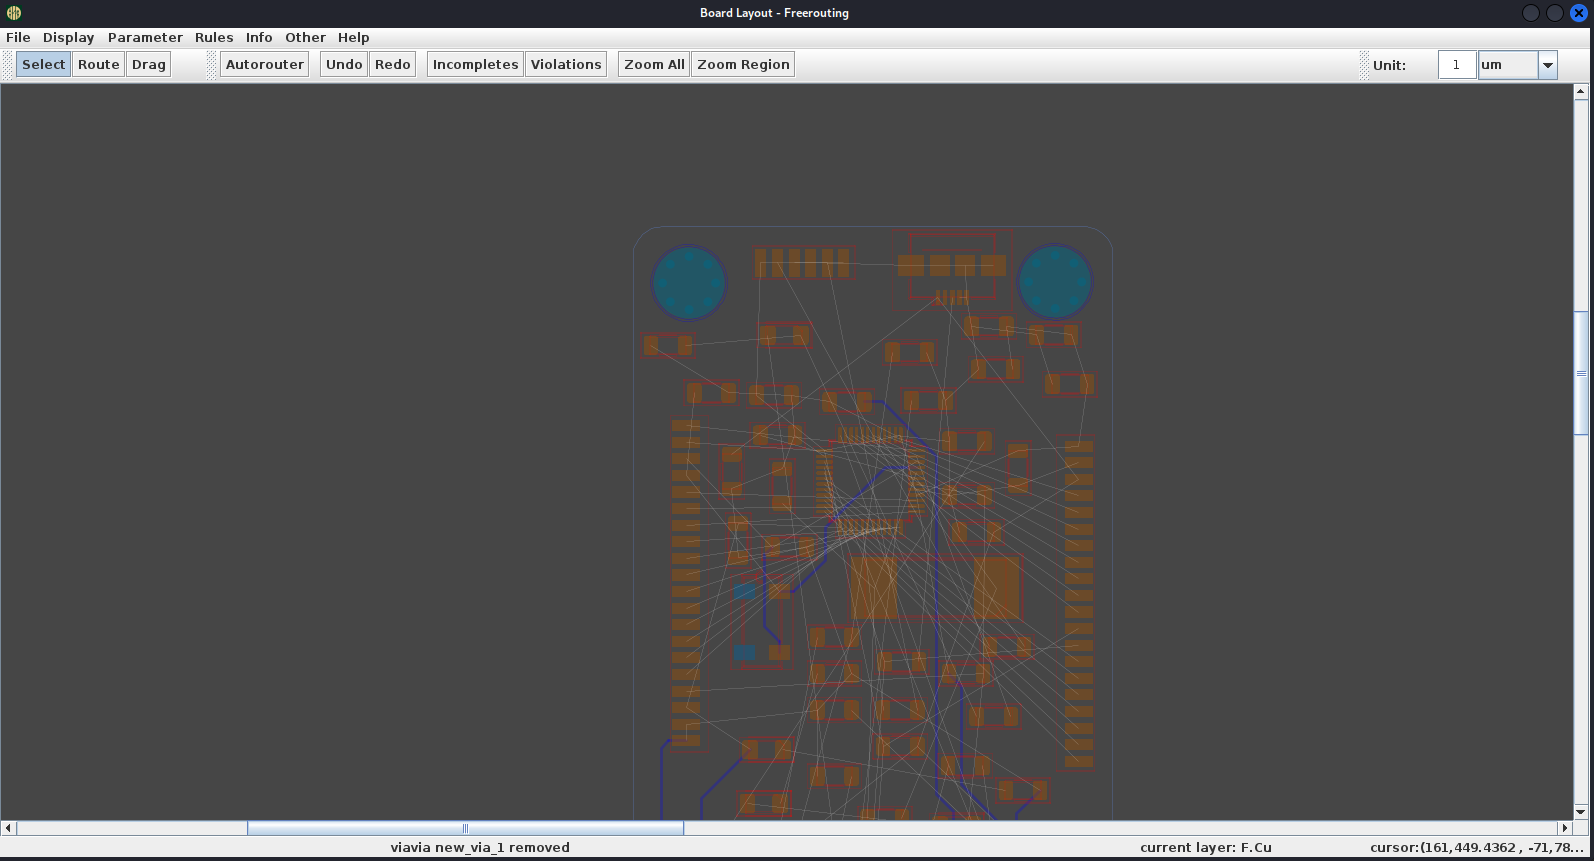 Board Layout - Freerouting
File Display Parameter Rules Info Other Help
Select Route Drag Autorouter Undo Redo Incompletes Violations Zoom All Zoom Region Unit: 1 um
viavia new_via_1 removed current layer: F.Cu cursor:(161,449.4362 , -71,78...